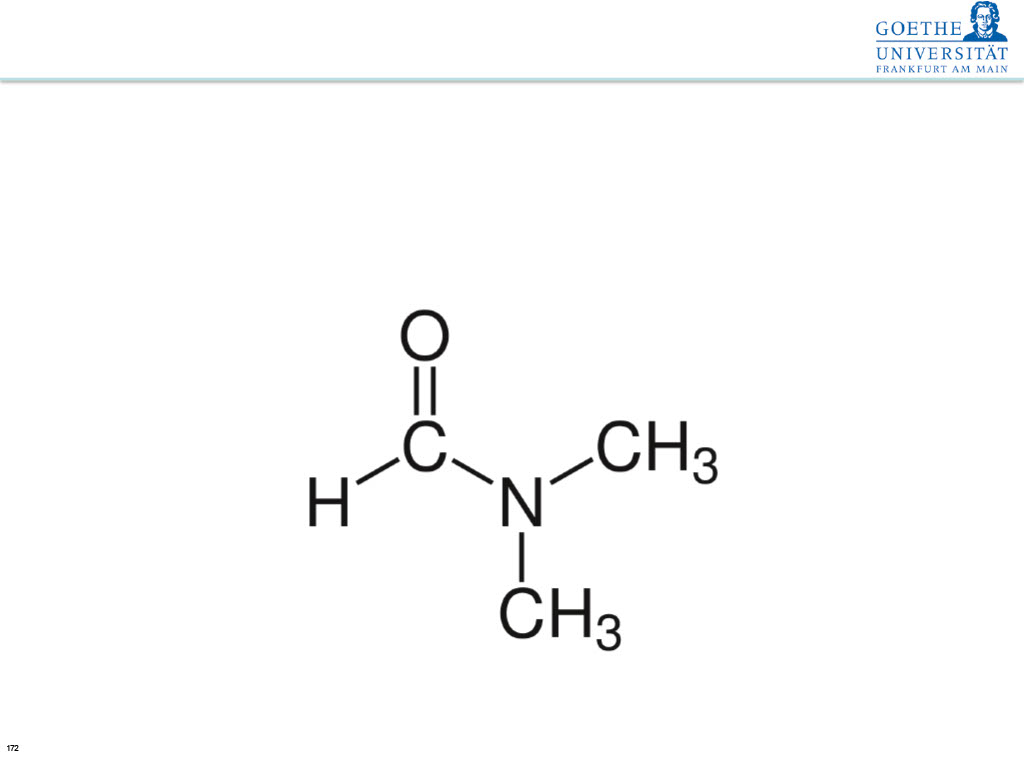 GOETHE
UNIVERSITÄT
FRANKFURT AM MAIN
O
C
CH3
H
N
CH3
172